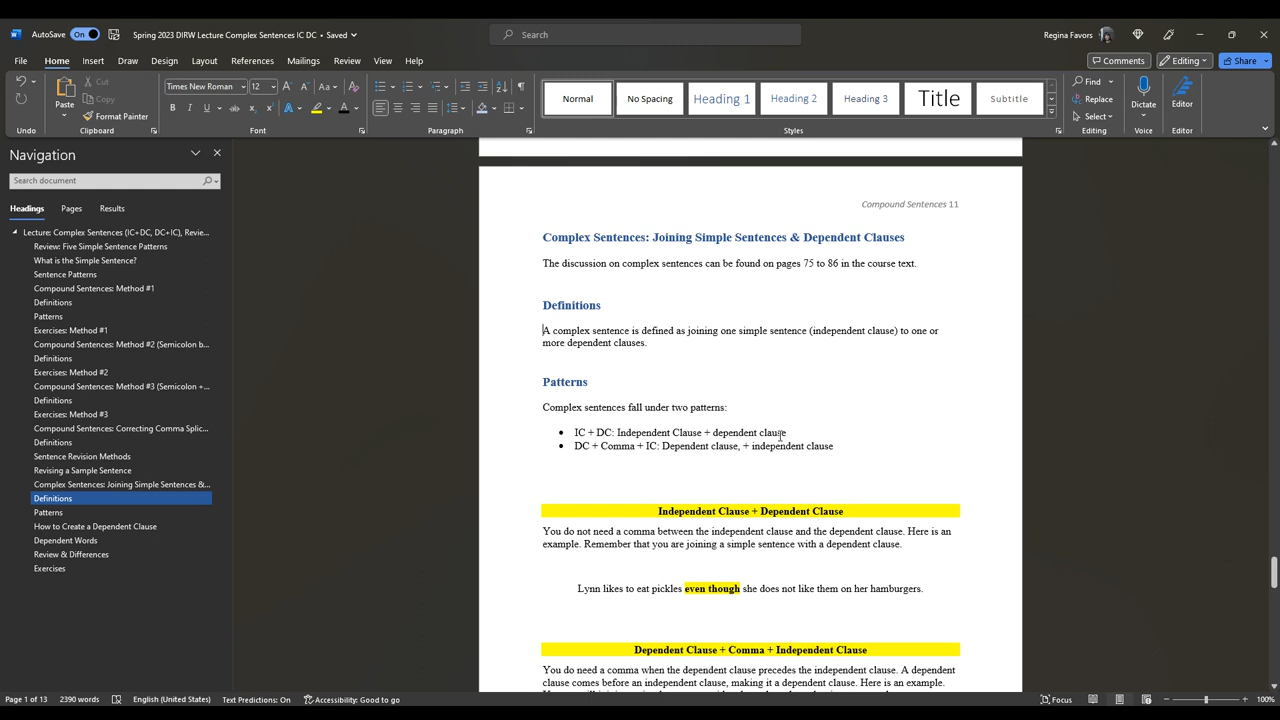 AutoSave On Spring 2023 DIRW Lecture Complex Sentences IC DC • Saved Search Regina Favors
File Home Insert Draw Design Layout References Mailings Review View Help Comments Editing Share
Times New Roman 12 Find
Paste Cut Normal No Spacing Heading 1 Heading 2 Heading 3 Title Subtitle Replace Dictate Editor
Copy
Format Painter Select
Undo Clipboard Font Paragraph Styles Editing Voice Editor
Navigation
Search document
Headings Pages Results
Lecture: Complex Sentences (IC+DC, DC+IC), Revie...
Review: Five Simple Sentence Patterns
What is the Simple Sentence?
Sentence Patterns
Compound Sentences: Method #1
Definitions
Patterns
Exercises: Method #1
Compound Sentences: Method #2 (Semicolon b...
Definitions
Exercises: Method #2
Compound Sentences: Method #3 (Semicolon +...
Definitions
Exercises: Method #3
Compound Sentences: Correcting Comma Splic...
Definitions
Sentence Revision Methods
Revising a Sample Sentence
Complex Sentences: Joining Simple Sentences &...
Definitions
Patterns
How to Create a Dependent Clause
Dependent Words
Review & Differences
Exercises
Compound Sentences 11
Complex Sentences: Joining Simple Sentences & Dependent Clauses
The discussion on complex sentences can be found on pages 75 to 86 in the course text.
Definitions
A complex sentence is defined as joining one simple sentence (independent clause) to one or
more dependent clauses.
Patterns
Complex sentences fall under two patterns:
• IC + DC: Independent Clause + dependent clause
• DC + Comma + IC: Dependent clause, + independent clause
Independent Clause + Dependent Clause
You do not need a comma between the independent clause and the dependent clause. Here is an
example. Remember that you are joining a simple sentence with a dependent clause.
Lynn likes to eat pickles even though she does not like them on her hamburgers.
Dependent Clause + Comma + Independent Clause
You do need a comma when the dependent clause precedes the independent clause. A dependent
clause comes before an independent clause, making it a dependent clause. Here is an example.
Page 1 of 13 2390 words English (United States) Text Predictions: On Accessibility: Good to go Focus 100%